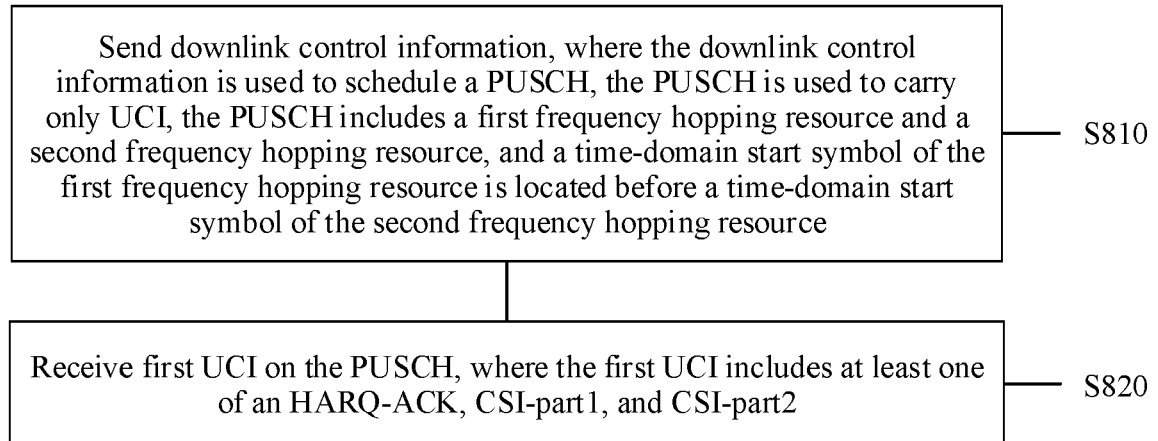 Send downlink control information, where the downlink control
information is used to schedule a PUSCH, the PUSCH is used to carry
only UCI, the PUSCH includes a first frequency hopping resource and a
second frequency hopping resource, and a time-domain start symbol of the
first frequency hopping resource is located before a time-domain start
symbol of the second frequency hopping resource
S810
Receive first UCI on the PUSCH, where the first UCI includes at least one
of an HARQ-ACK, CSI-part1, and CSI-part2
S820